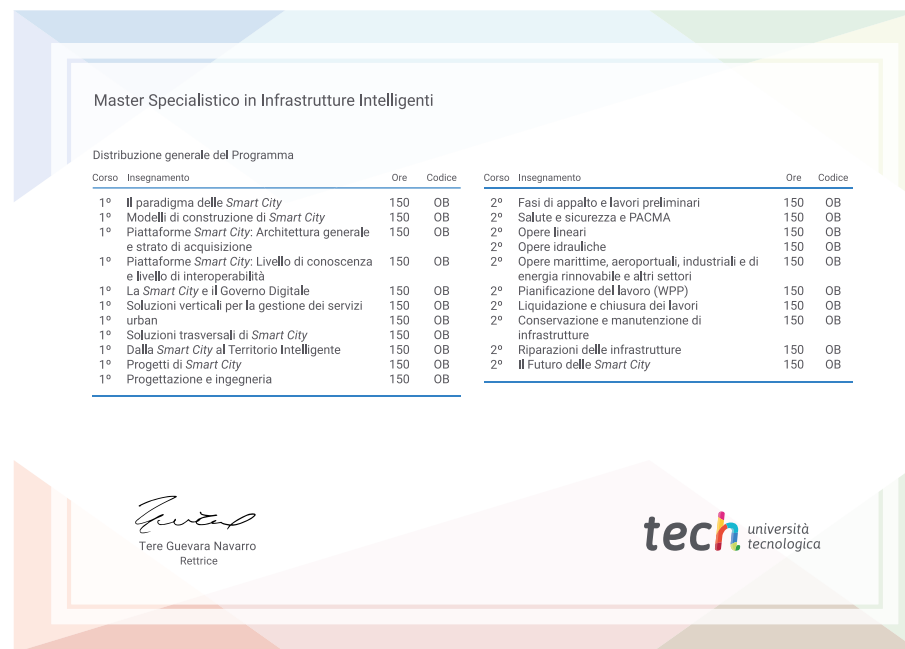 Master Specialistico in Infrastrutture Intelligenti
Distribuzione generale del Programma
Corso Insegnamento Ore Codice
1º Il paradigma delle Smart City 150 OB
1º Modelli di construzione di Smart City 150 OB
1º Piattaforme Smart City: Architettura generale 150 OB
e strato di acquisizione
1º Piattaforme Smart City: Livello di conoscenza 150 OB
e livello di interoperabilità
1º La Smart City e il Governo Digitale 150 OB
1º Soluzioni verticali per la gestione dei servizi 150 OB
1º urban 150 OB
1º Soluzioni trasversali di Smart City 150 OB
1º Dalla Smart City al Territorio Intelligente 150 OB
1º Progetti di Smart City 150 OB
1º Progettazione e ingegneria 150 OB
Corso Insegnamento Ore Codice
2º Fasi di appalto e lavori preliminari 150 OB
2º Salute e sicurezza e PACMA 150 OB
2º Opere lineari 150 OB
2º Opere idrauliche 150 OB
2º Opere marittime, aeroportuali, industriali e di 150 OB
energia rinnovabile e altri settori
2º Pianificazione del lavoro (WPP) 150 OB
2º Liquidazione e chiusura dei lavori 150 OB
2º Conservazione e manutenzione di 150 OB
infrastrutture
2º Riparazioni delle infrastrutture 150 OB
2º Il Futuro delle Smart City 150 OB
Tere Guevara Navarro
Rettrice
tech università
tecnologica